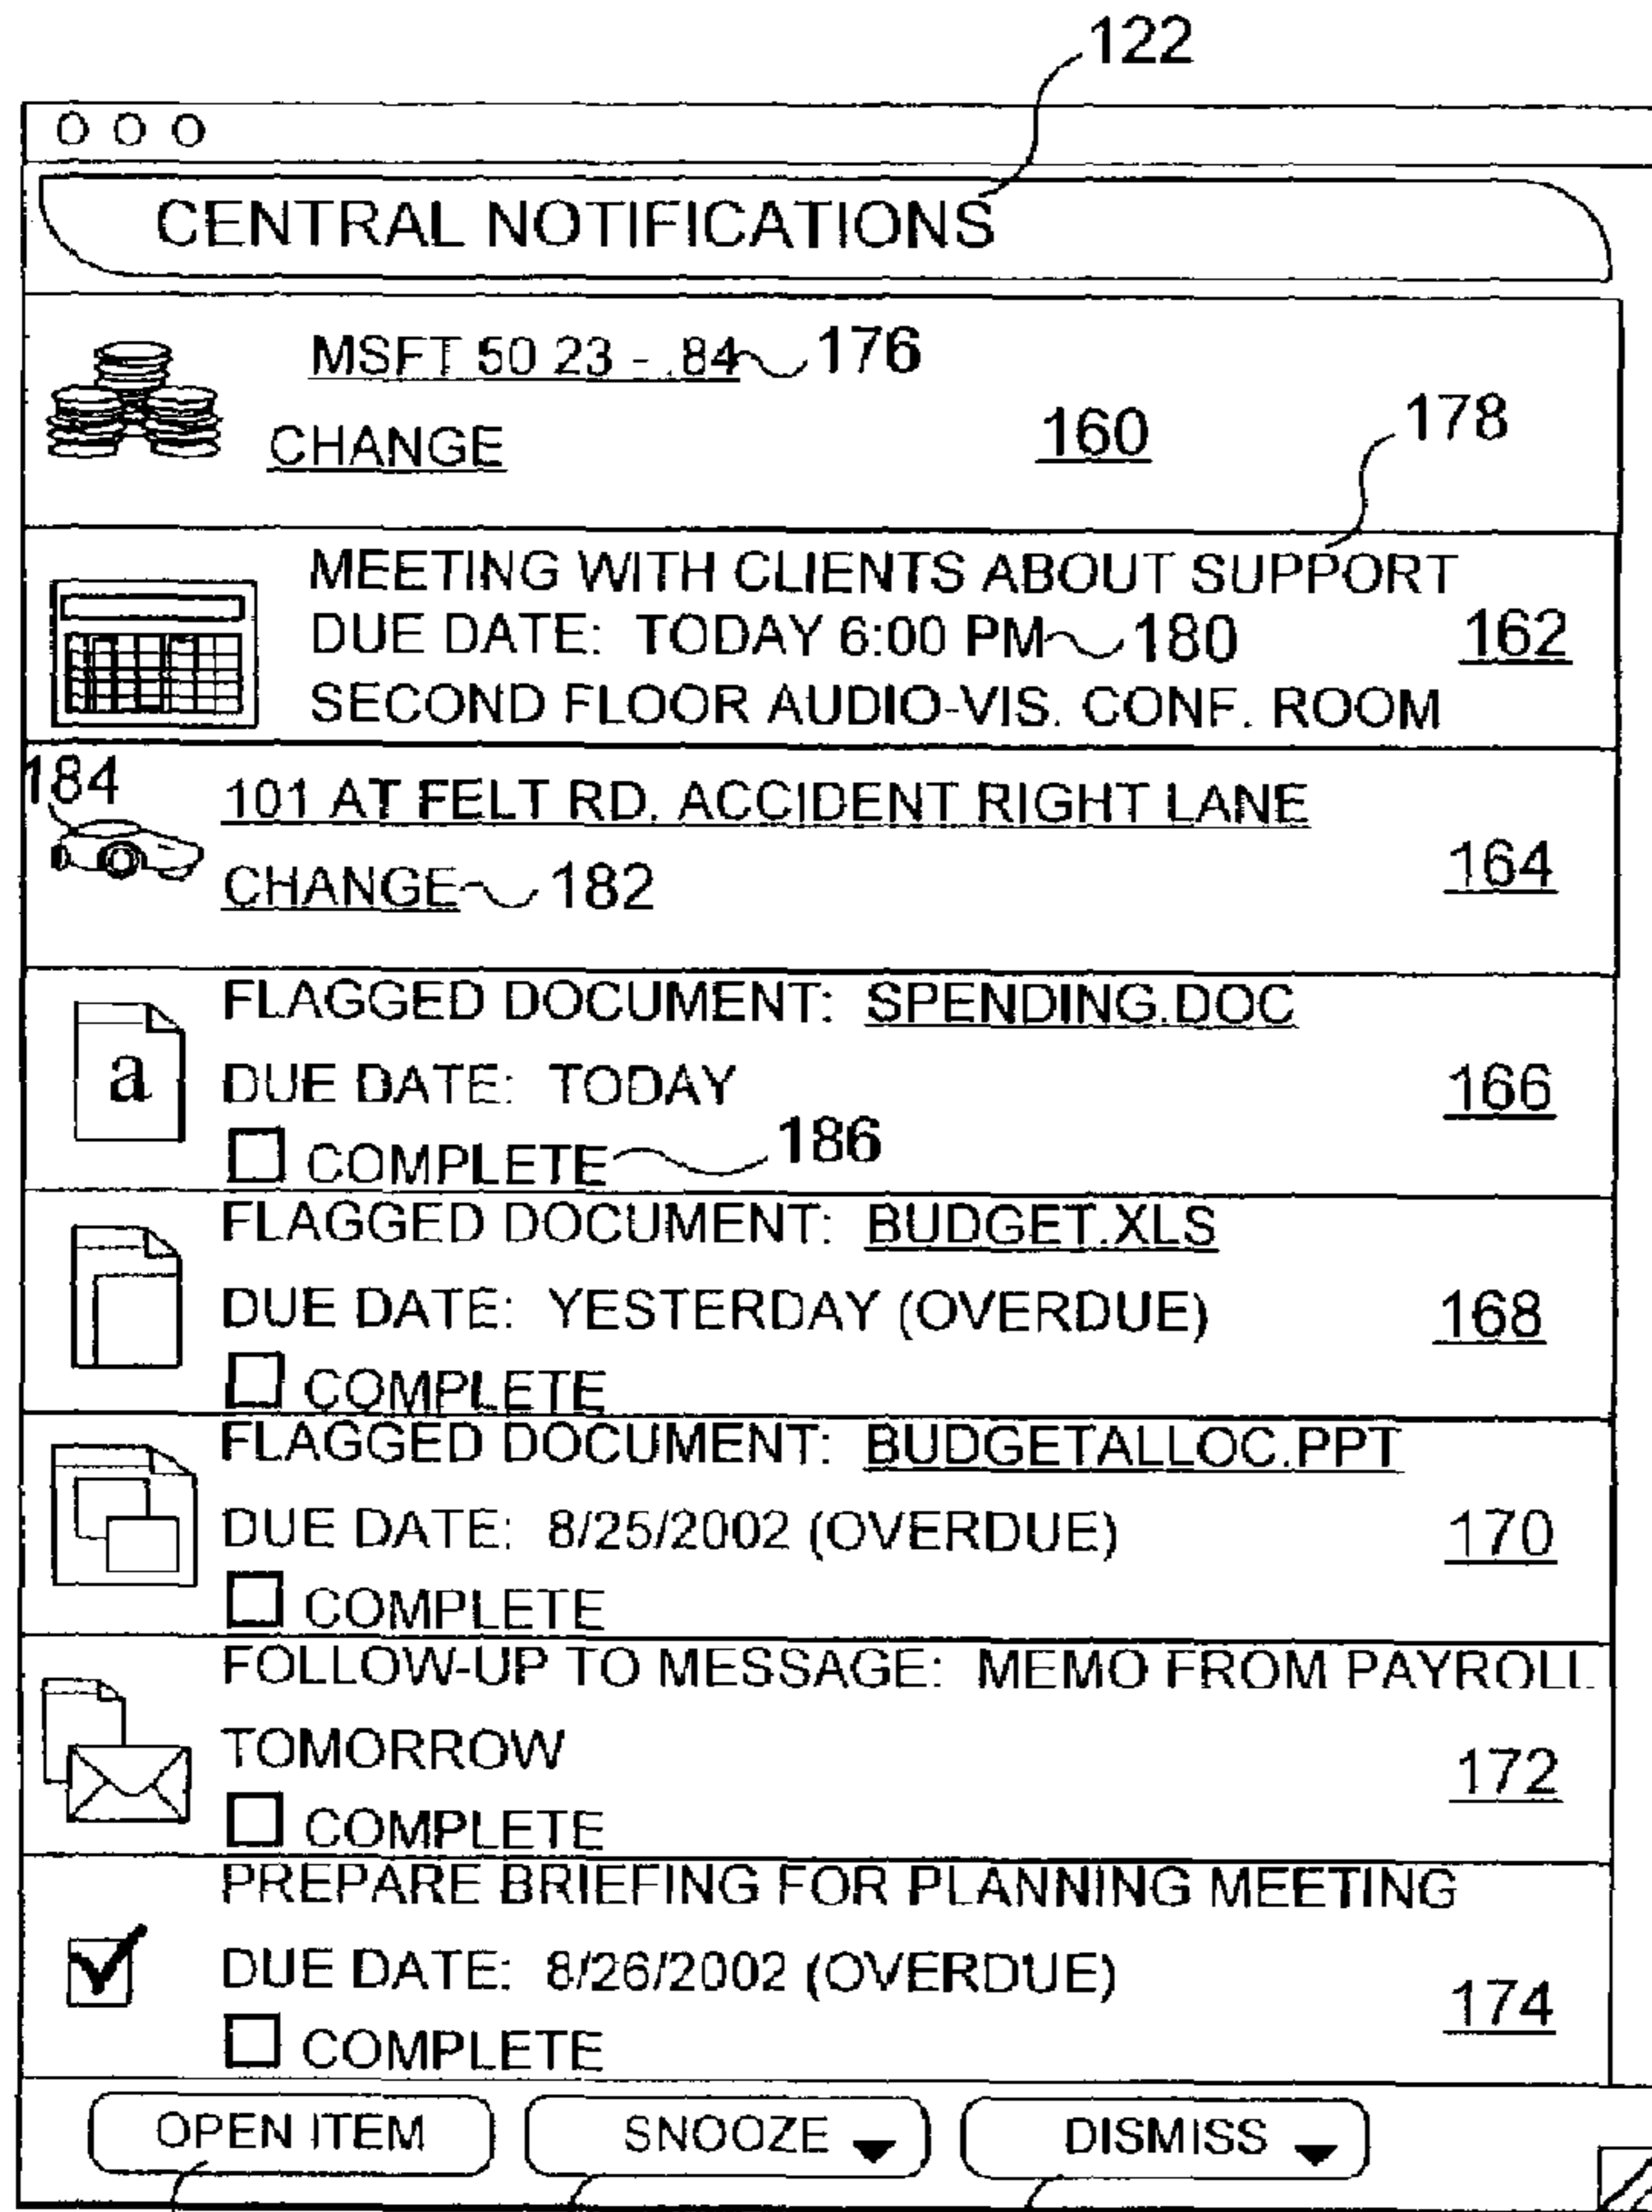 122
CENTRAL NOTIFICATIONS
MSFT 50 23 - .84 176
CHANGE 160 178
MEETING WITH CLIENTS ABOUT SUPPORT
DUE DATE: TODAY 6:00 PM 180 162
SECOND FLOOR AUDIO-VIS. CONF. ROOM
184 101 AT FELT RD. ACCIDENT RIGHT LANE
CHANGE 182 164
FLAGGED DOCUMENT: SPENDING.DOC
a DUE DATE: TODAY 166
COMPLETE 186
FLAGGED DOCUMENT: BUDGET.XLS
DUE DATE: YESTERDAY (OVERDUE) 168
COMPLETE
FLAGGED DOCUMENT: BUDGETALLOC.PPT
DUE DATE: 8/25/2002 (OVERDUE) 170
COMPLETE
FOLLOW-UP TO MESSAGE: MEMO FROM PAYROLL
TOMORROW 172
COMPLETE
PREPARE BRIEFING FOR PLANNING MEETING
DUE DATE: 8/26/2002 (OVERDUE) 174
COMPLETE
OPEN ITEM SNOOZE DISMISS